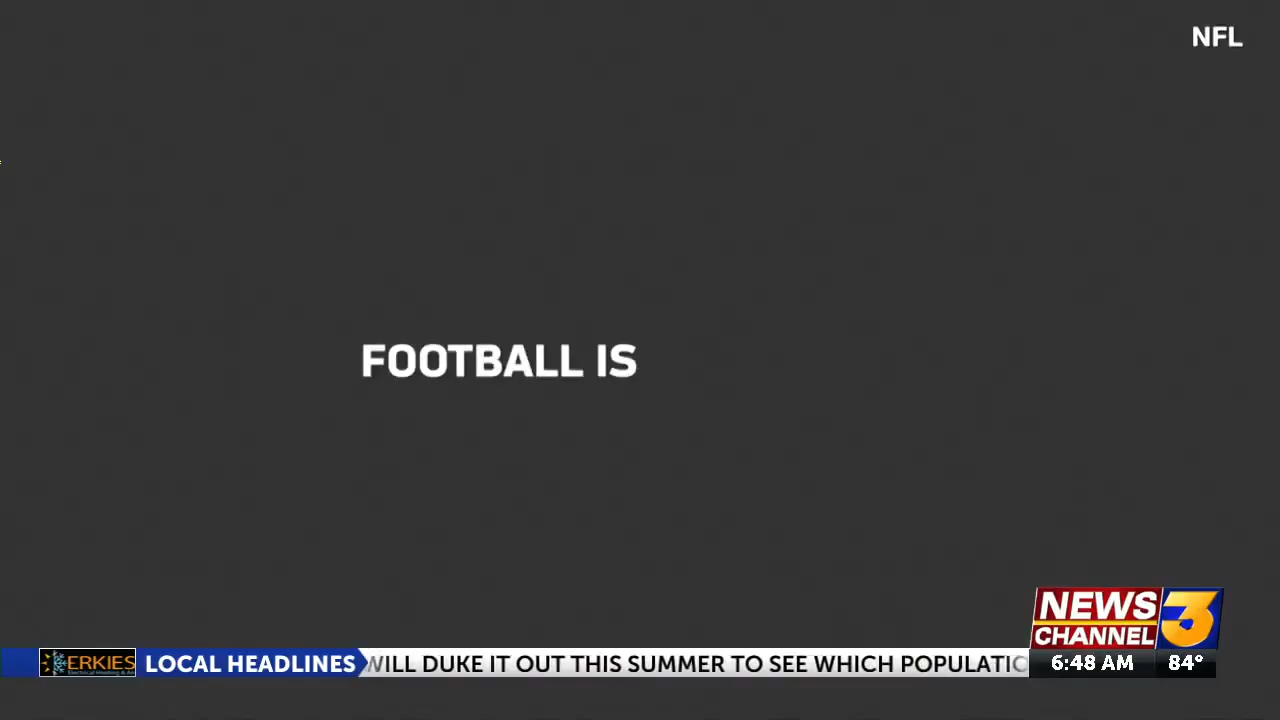 NFL
FOOTBALL IS
NEWS
CHANNEL 3
ERKIES
LOCAL HEADLINES
WILL DUKE IT OUT THIS SUMMER TO SEE WHICH POPULATIO
6:48 AM 84°